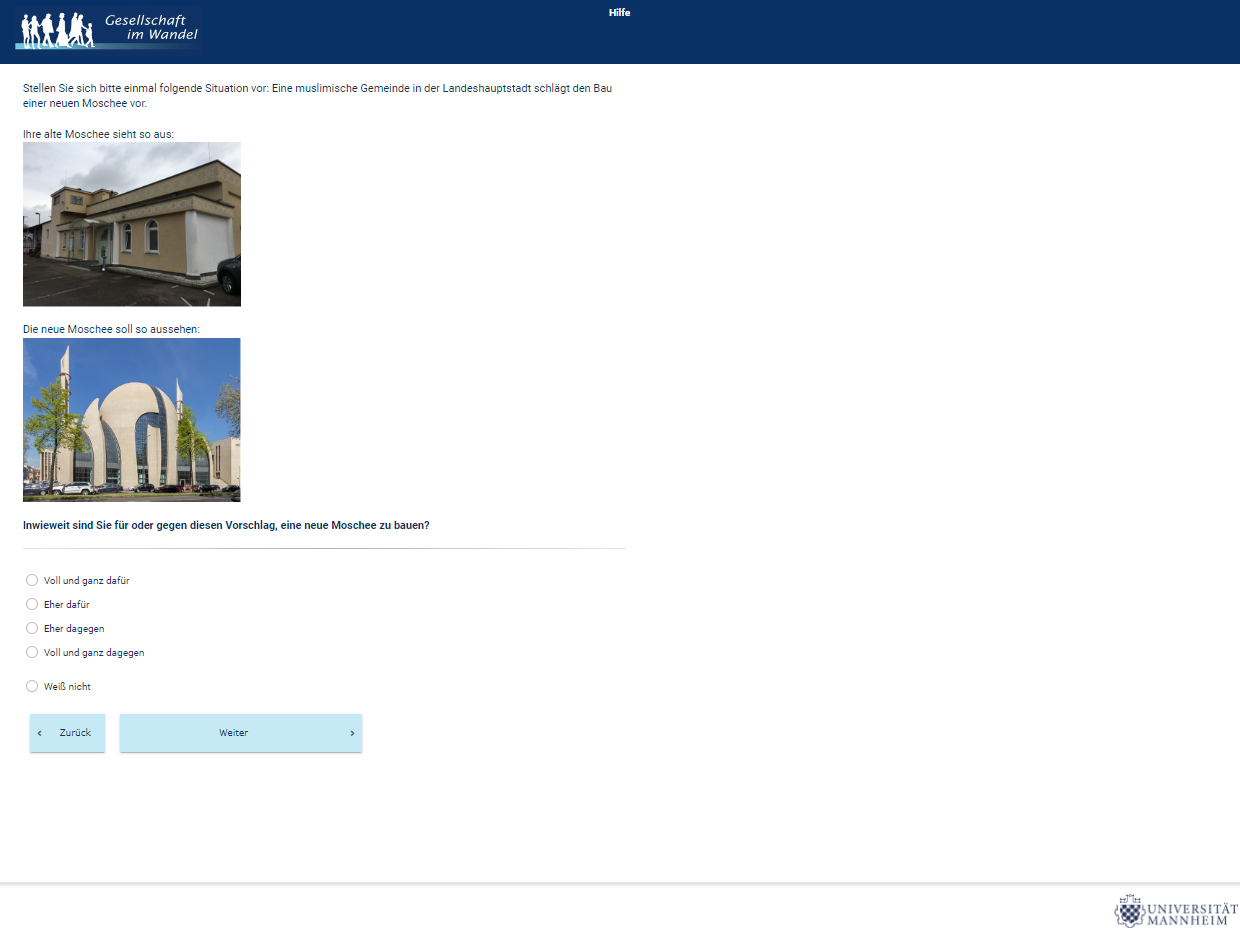 Gesellschaft
im Wandel
Hilfe
Stellen Sie sich bitte einmal folgende Situation vor: Eine muslimische Gemeinde in der Landeshauptstadt schlägt den Bau
einer neuen Moschee vor.
Ihre alte Moschee sieht so aus:
Die neue Moschee soll so aussehen:
Inwieweit sind Sie für oder gegen diesen Vorschlag, eine neue Moschee zu bauen?
Voll und ganz dafür
Eher dafür
Eher dagegen
Voll und ganz dagegen
Weiß nicht
‹ Zurück
Weiter ›
UNIVERSITÄT
MANNHEIM